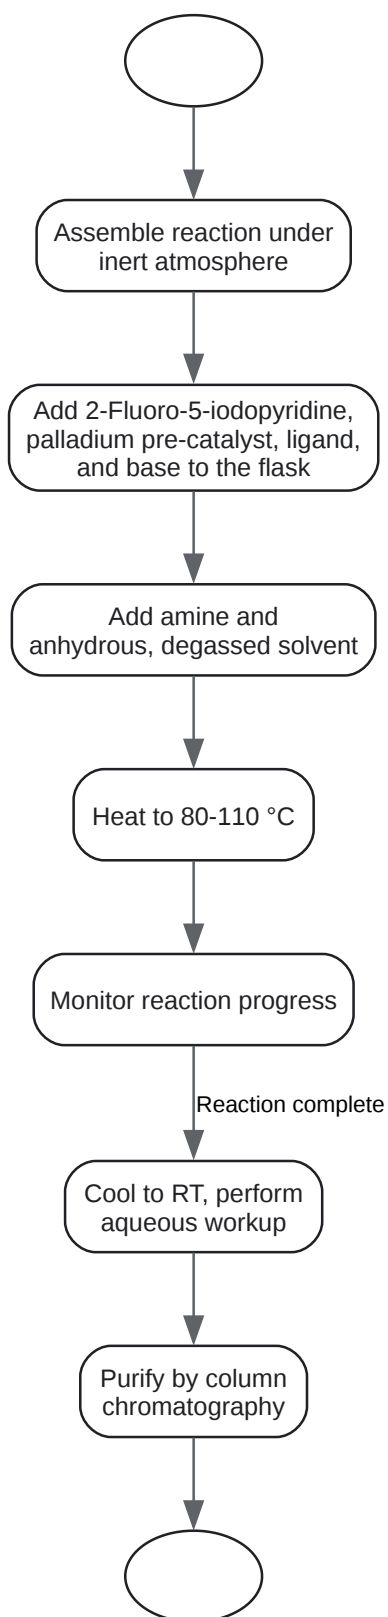 Assemble reaction under
inert atmosphere
Add 2-Fluoro-5-iodopyridine,
palladium pre-catalyst, ligand,
and base to the flask
Add amine and
anhydrous, degassed solvent
Heat to 80-110 °C
Monitor reaction progress
Reaction complete
Cool to RT, perform
aqueous workup
Purify by column
chromatography